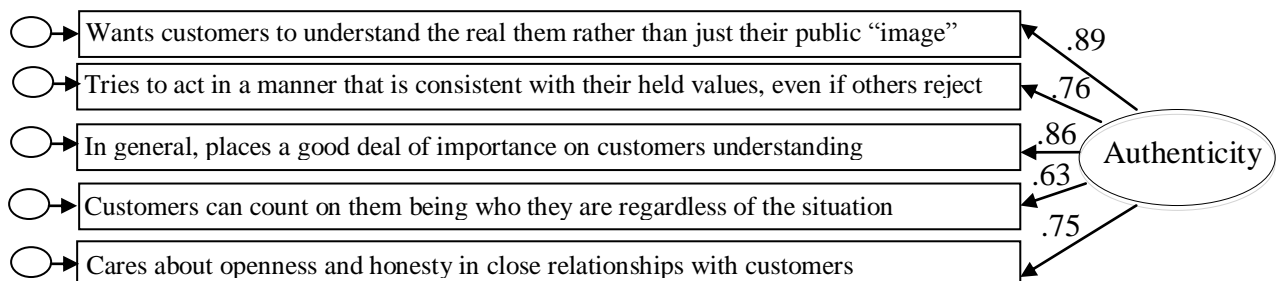 Wants customers to understand the real them rather than just their public “image”
.89
Tries to act in a manner that is consistent with their held values, even if others reject
.76
In general, places a good deal of importance on customers understanding
.86
Authenticity
.63
Customers can count on them being who they are regardless of the situation
.75
Cares about openness and honesty in close relationships with customers